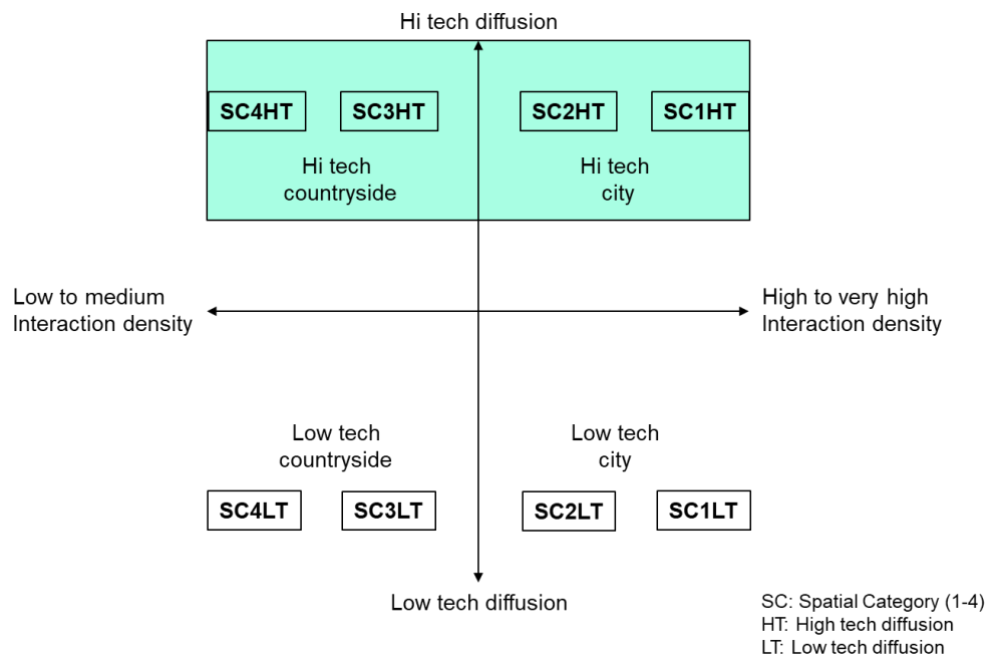 Hi tech diffusion
SC4HT
SC3HT
SC2HT
SC1HT
Hi tech
countryside
Hi tech
city
Low to medium
Interaction density
High to very high
Interaction density
Low tech
countryside
Low tech
city
SC4LT
SC3LT
SC2LT
SC1LT
Low tech diffusion
SC: Spatial Category (1-4)
HT: High tech diffusion
LT: Low tech diffusion